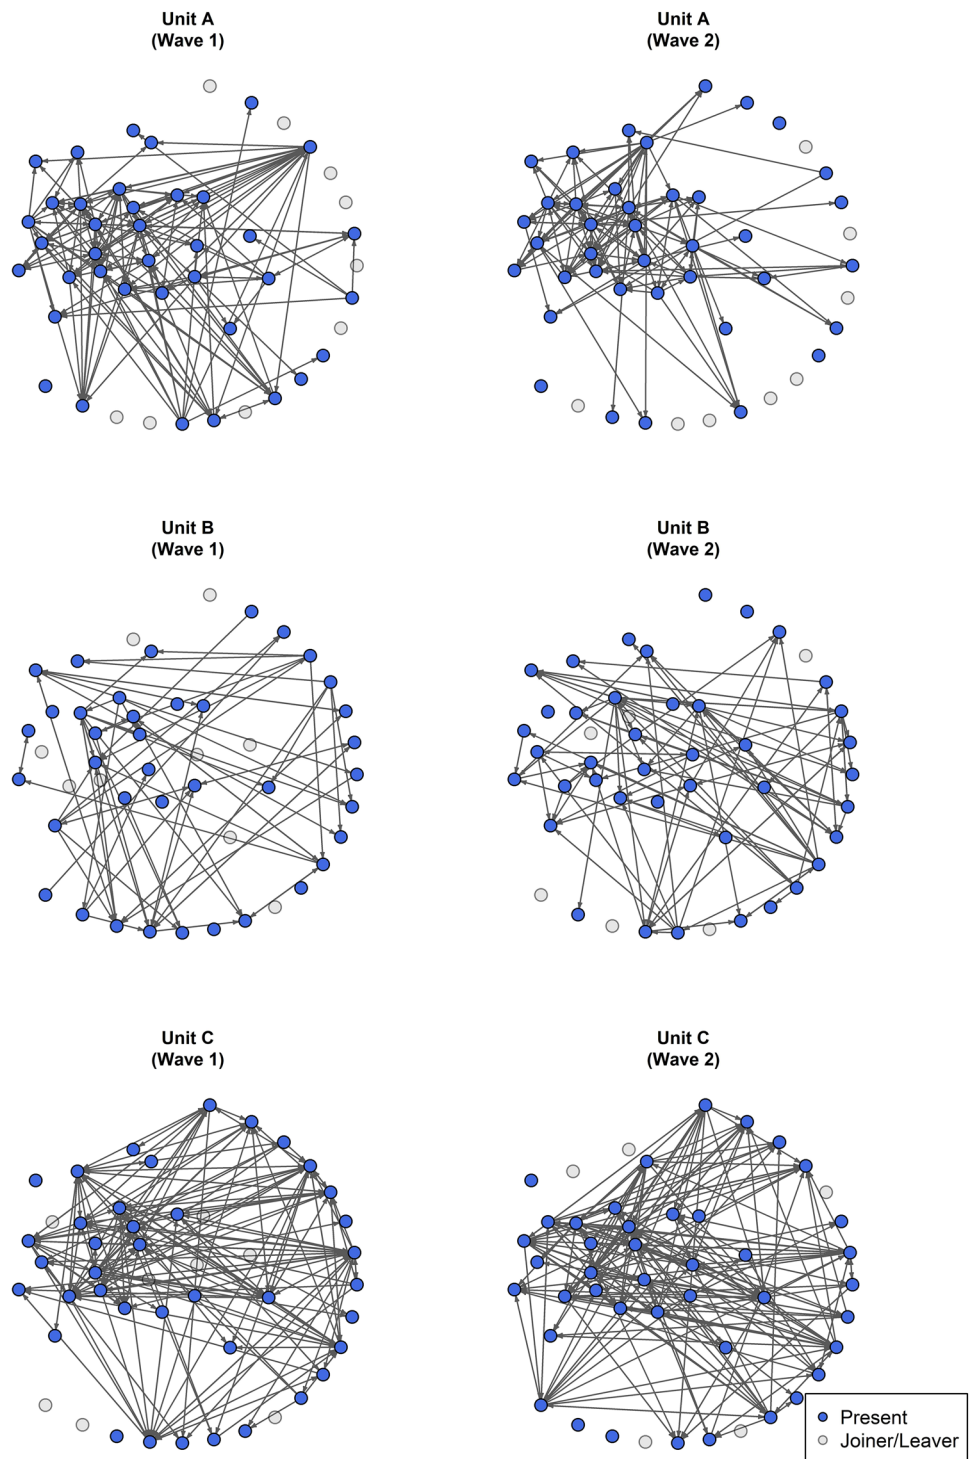 Unit A
(Wave 1)
Unit A
(Wave 2)
Unit B
(Wave 1)
Unit B
(Wave 2)
Unit C
(Wave 1)
Unit C
(Wave 2)
Present
Joiner/Leaver